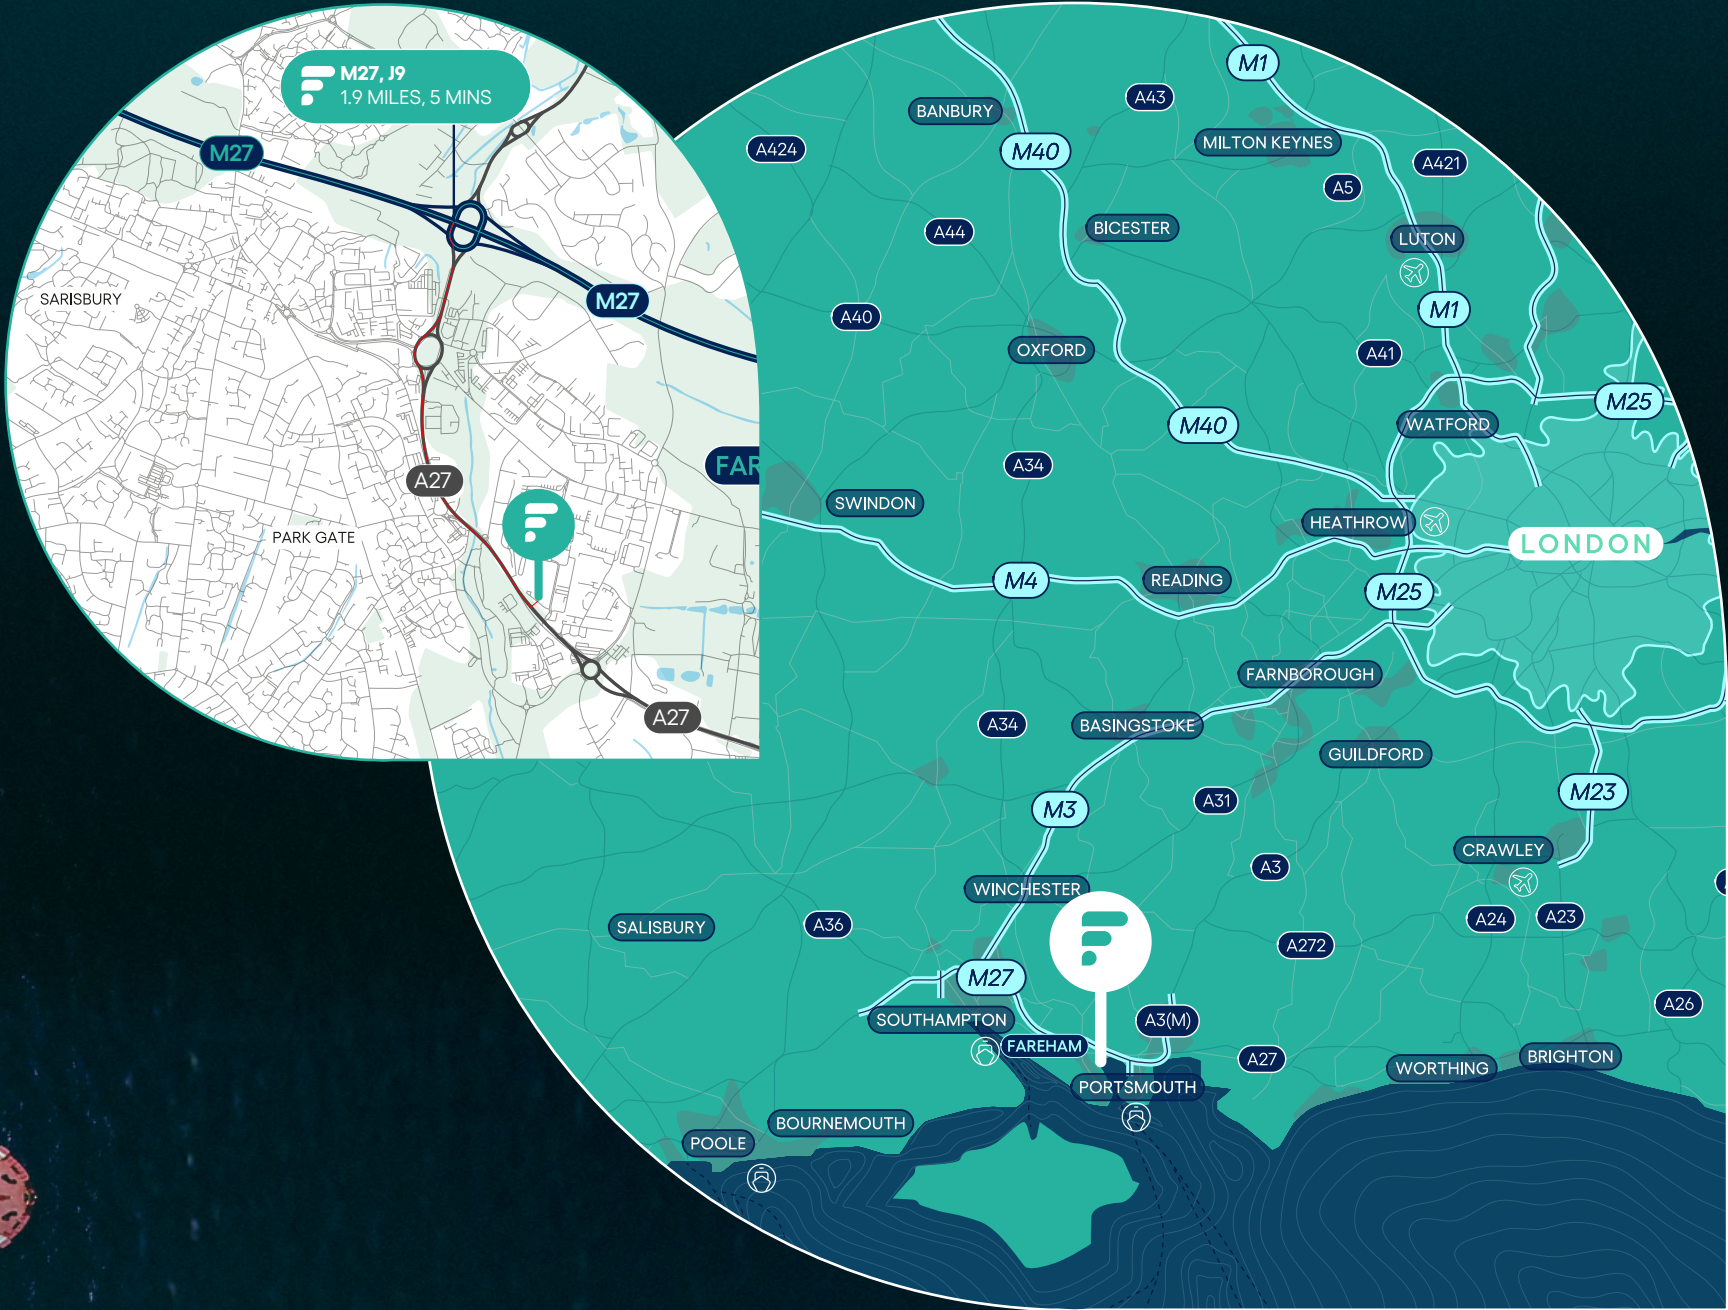 M27, J9
1.9 MILES, 5 MINS
M27
M27
SARISBURY
A27
PARK GATE
A27
FAR
M1
BANBURY
A43
M40
MILTON KEYNES
A424
A421
A5
A44
BICESTER
LUTON
A40
M1
OXFORD
A41
M25
M40
WATFORD
A34
SWINDON
HEATHROW
LONDON
M4
READING
M25
FARNBOROUGH
A34
BASINGSTOKE
GUILDFORD
M3
A31
M23
CRAWLEY
A3
WINCHESTER
SALISBURY
A36
A24
A23
A272
M27
A26
SOUTHAMPTON
A3(M)
FAREHAM
A27
BRIGHTON
WORTHING
PORTSMOUTH
BOURNEMOUTH
POOLE